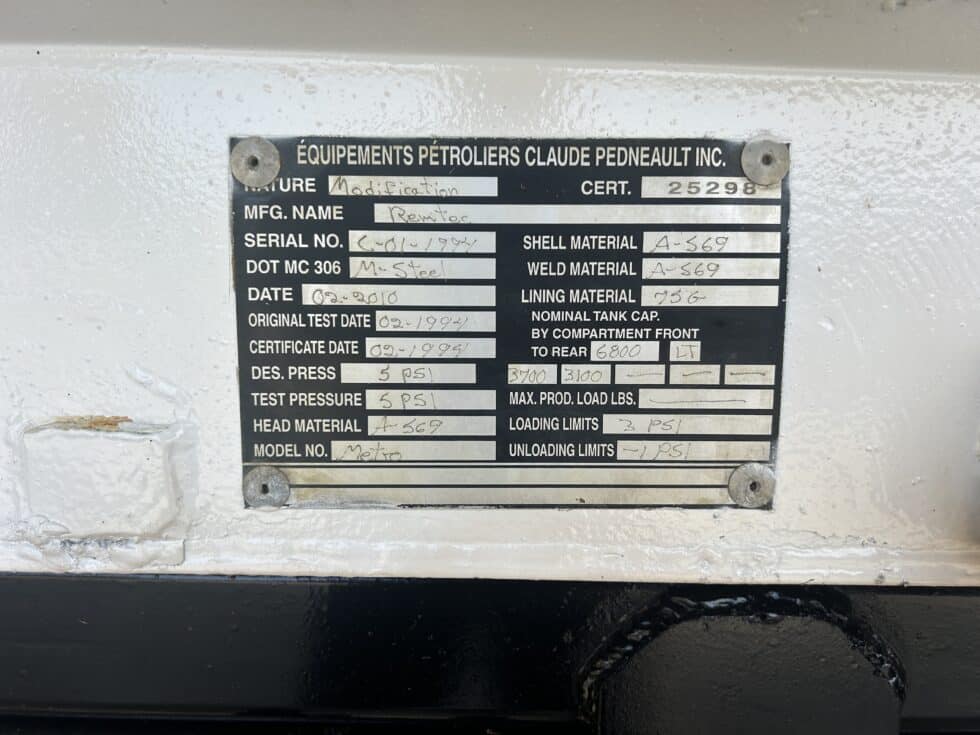 ÉQUIPEMENTS PÉTROLIERS CLAUDE PEDNEAULT INC.
NATURE Modification CERT. 25298
MFG. NAME Remtec
SERIAL NO. C-01-1994
DOT MC 306 M-Steel
DATE 02-2010
ORIGINAL TEST DATE 02-1994
CERTIFICATE DATE 02-1994
DES. PRESS 5 PSI
TEST PRESSURE 5 PSI
HEAD MATERIAL A-569
MODEL NO. Metro
SHELL MATERIAL A-569
WELD MATERIAL A-569
LINING MATERIAL 75G
NOMINAL TANK CAP.
BY COMPARTMENT FRONT
TO REAR 6800 LT
3700 3100 — — —
MAX. PROD. LOAD LBS. —
LOADING LIMITS 3 PSI
UNLOADING LIMITS -1 PSI